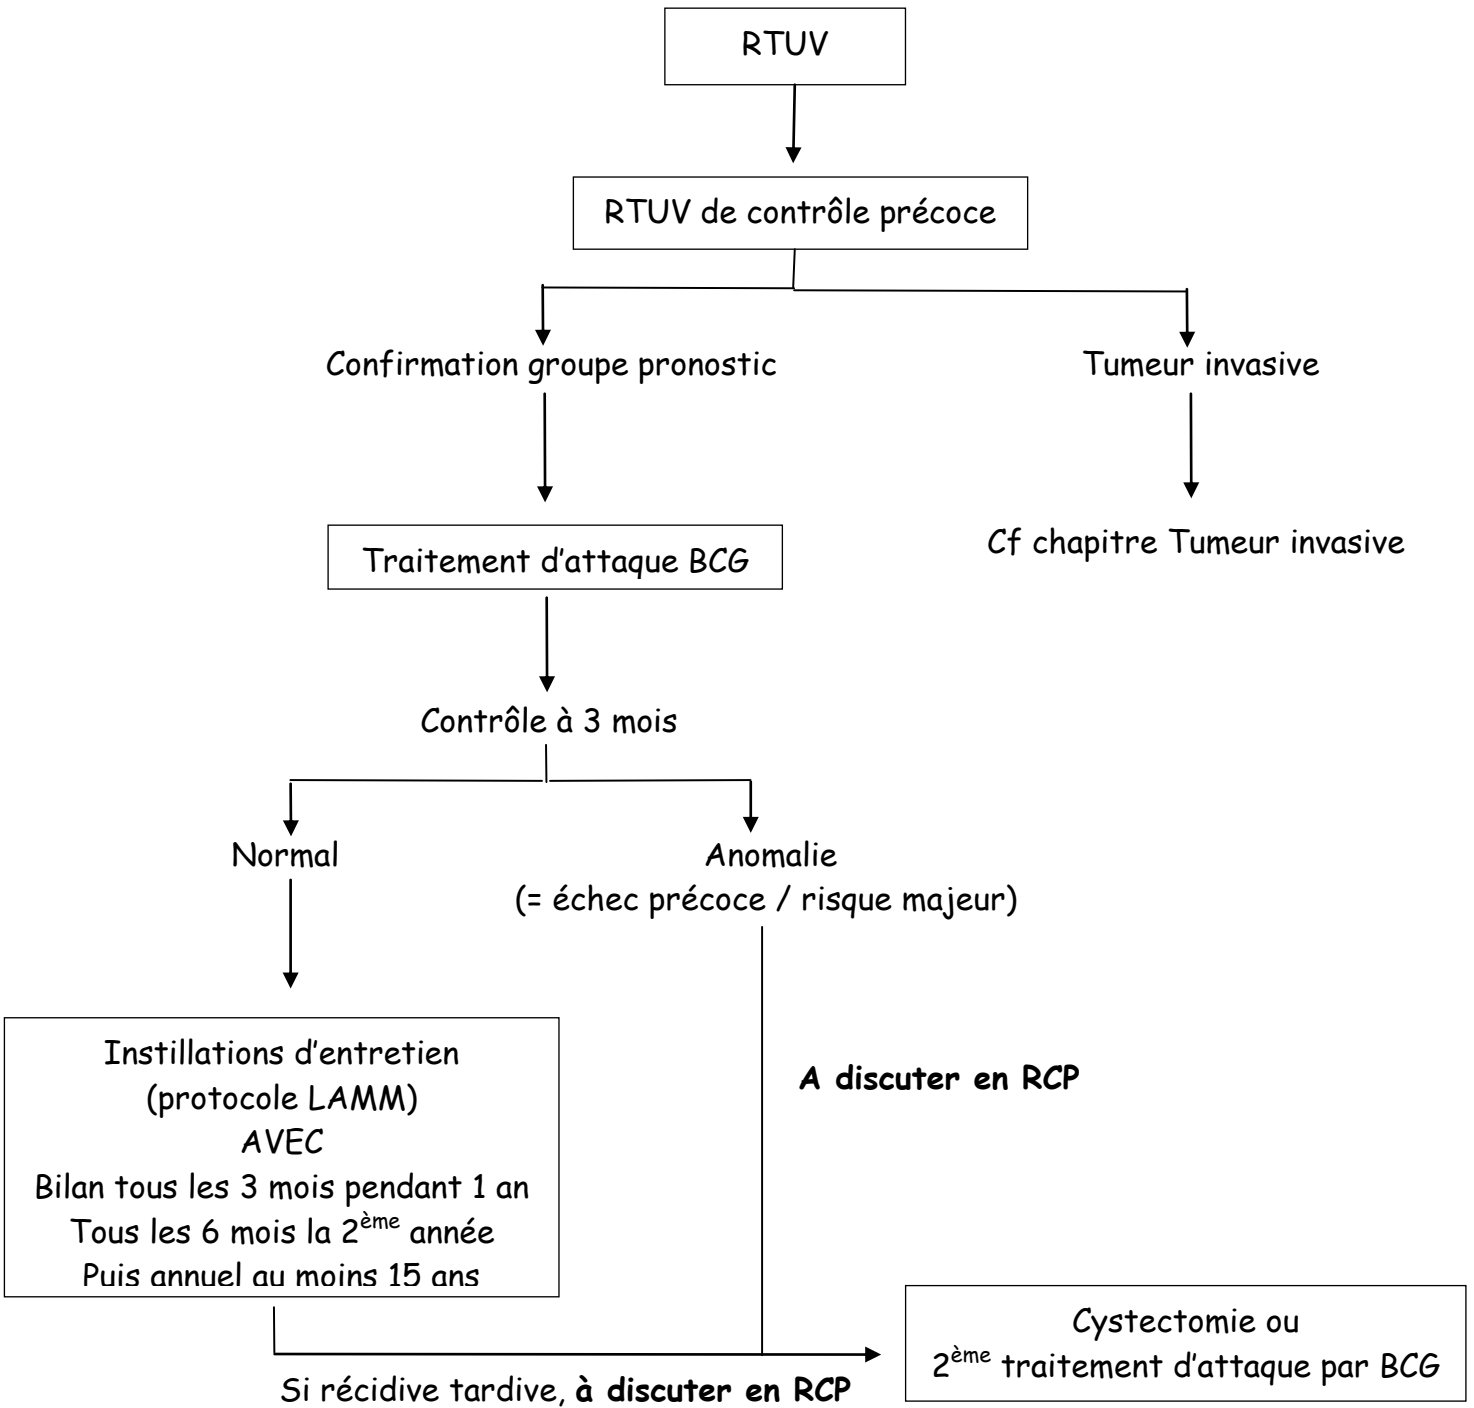 RTUV
RTUV de contrôle précoce
Confirmation groupe pronostic
Tumeur invasive
Cf chapitre Tumeur invasive
Traitement d'attaque BCG
Contrôle à 3 mois
Normal
Anomalie
(= échec précoce / risque majeur)
Instillations d'entretien
(protocole LAMM)
AVEC
Bilan tous les 3 mois pendant 1 an
Tous les 6 mois la 2ème année
Puis annuel au moins 15 ans
A discuter en RCP
Cystectomie ou
2ème traitement d'attaque par BCG
Si récidive tardive, à discuter en RCP